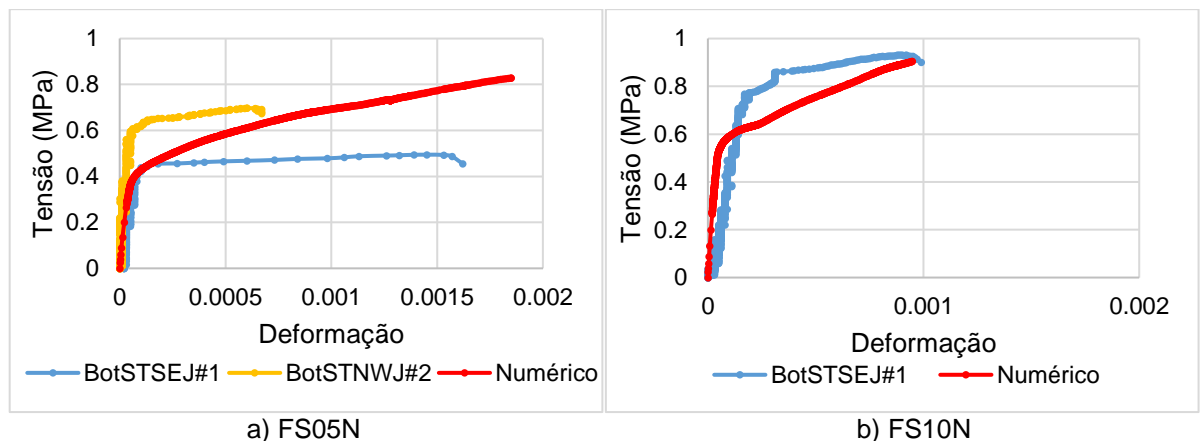 Tensão (MPa)
1
0.8
0.6
0.4
0.2
0
0 0.0005 0.001 0.0015 0.002
Deformação
BotSTSEJ#1 BotSTNWJ#2 Numérico
a) FS05N
Tensão (MPa)
1
0.8
0.6
0.4
0.2
0
0 0.001 0.002
Deformação
BotSTSEJ#1 Numérico
b) FS10N